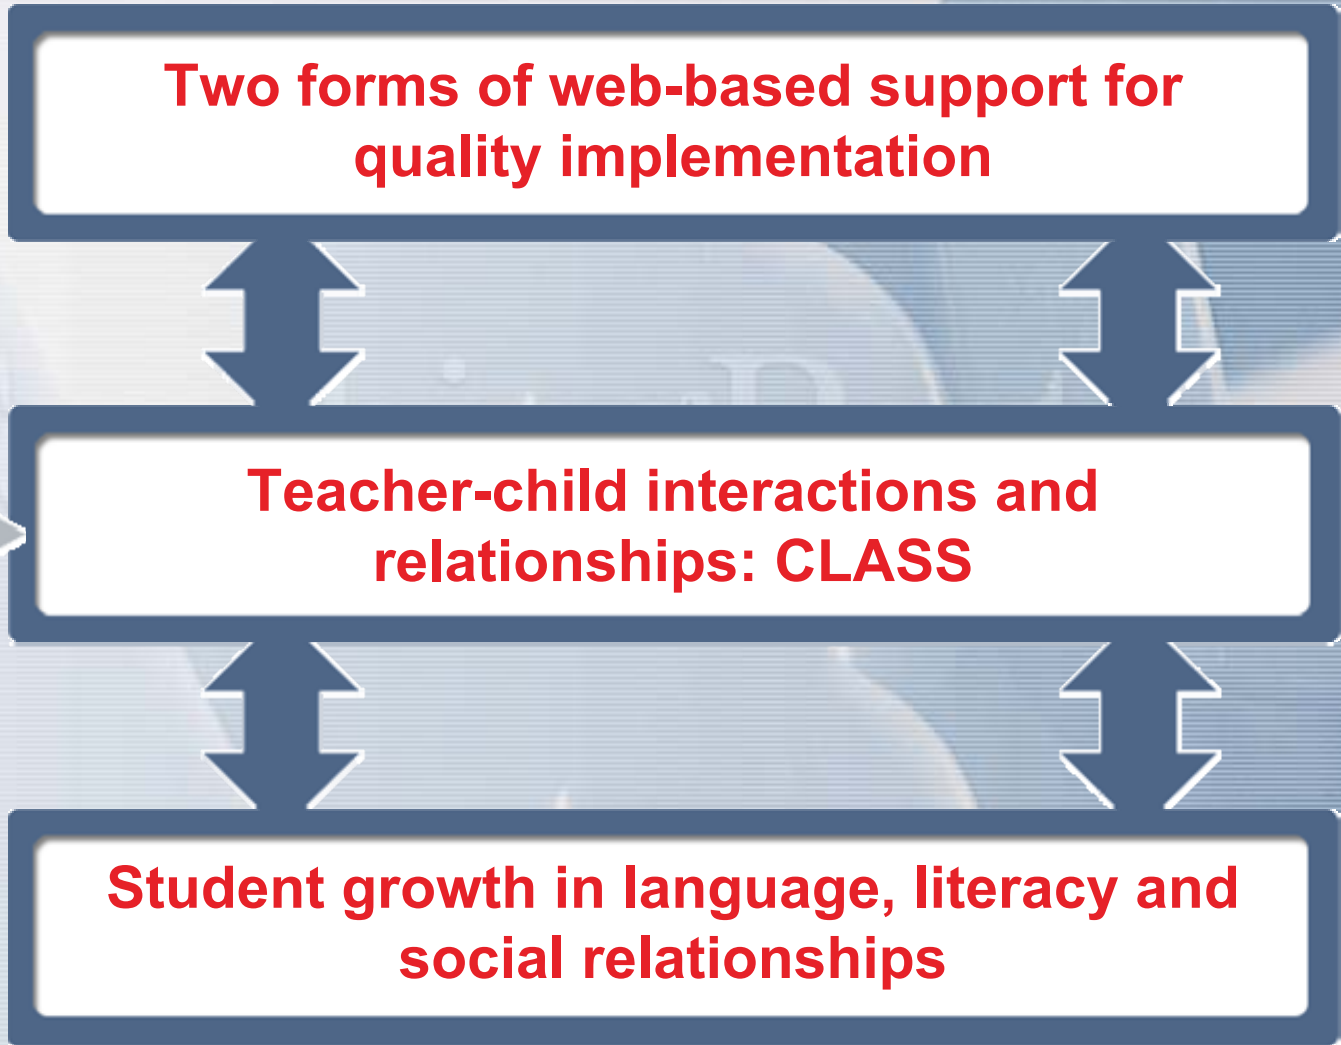 Two forms of web-based support for
quality implementation
Teacher-child interactions and
relationships: CLASS
Student growth in language, literacy and
social relationships